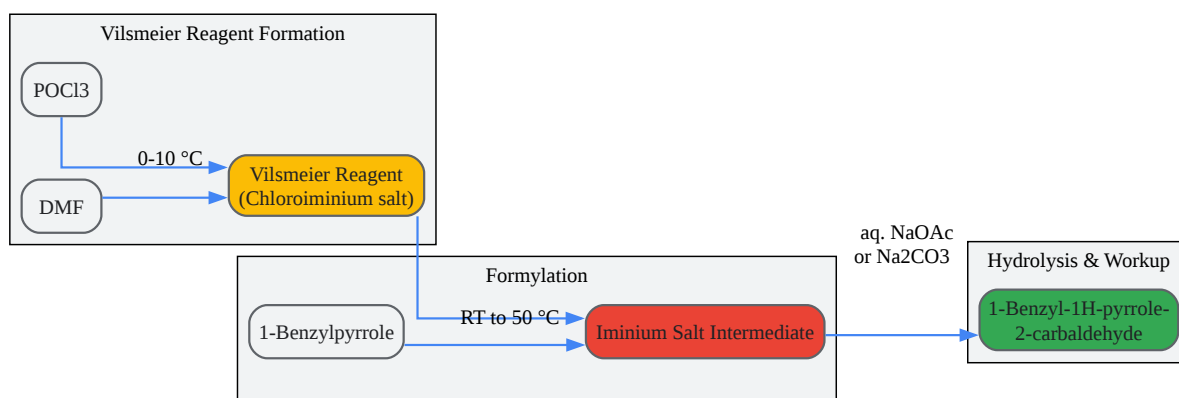 Vilsmeier Reagent Formation
POCl3
0-10 °C
Vilsmeier Reagent
(Chloroiminium salt)
DMF
aq. NaOAc
or Na2CO3
Formylation
Hydrolysis & Workup
RT to 50 °C
1-Benzylpyrrole
Iminium Salt Intermediate
1-Benzyl-1H-pyrrole-
2-carbaldehyde